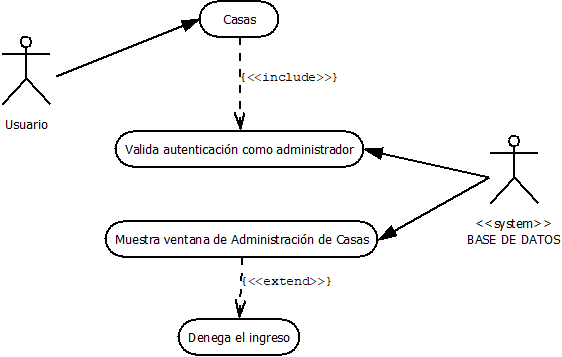 Casas
{<<include>>}
Usuario
Valida autenticación como administrador
<<system>>
BASE DE DATOS
Muestra ventana de Administración de Casas
{<<extend>>}
Denega el ingreso